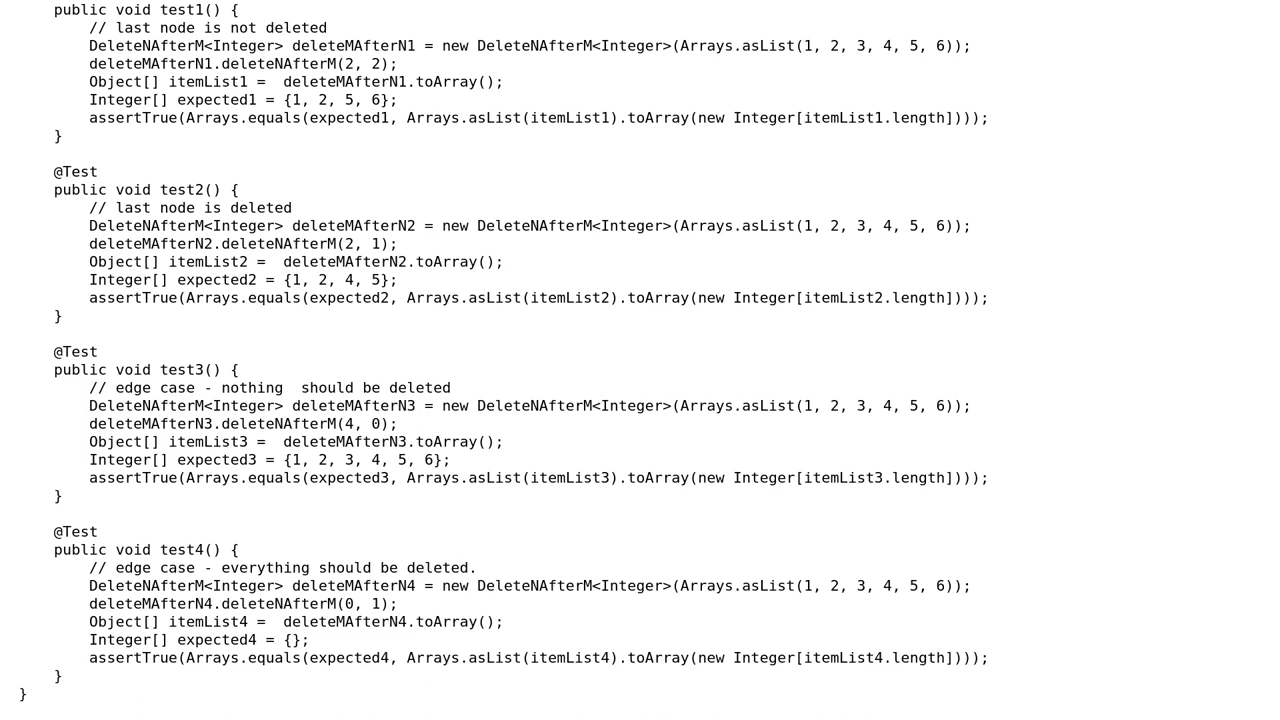 public void test1() {
        // last node is not deleted
        DeleteNAfterM<Integer> deleteMAfterN1 = new DeleteNAfterM<Integer>(Arrays.asList(1, 2, 3, 4, 5, 6));
        deleteMAfterN1.deleteNAfterM(2, 2);
        Object[] itemList1 =  deleteMAfterN1.toArray();
        Integer[] expected1 = {1, 2, 5, 6};
        assertTrue(Arrays.equals(expected1, Arrays.asList(itemList1).toArray(new Integer[itemList1.length])));
    }

    @Test
    public void test2() {
        // last node is deleted
        DeleteNAfterM<Integer> deleteMAfterN2 = new DeleteNAfterM<Integer>(Arrays.asList(1, 2, 3, 4, 5, 6));
        deleteMAfterN2.deleteNAfterM(2, 1);
        Object[] itemList2 =  deleteMAfterN2.toArray();
        Integer[] expected2 = {1, 2, 4, 5};
        assertTrue(Arrays.equals(expected2, Arrays.asList(itemList2).toArray(new Integer[itemList2.length])));
    }

    @Test
    public void test3() {
        // edge case - nothing  should be deleted
        DeleteNAfterM<Integer> deleteMAfterN3 = new DeleteNAfterM<Integer>(Arrays.asList(1, 2, 3, 4, 5, 6));
        deleteMAfterN3.deleteNAfterM(4, 0);
        Object[] itemList3 =  deleteMAfterN3.toArray();
        Integer[] expected3 = {1, 2, 3, 4, 5, 6};
        assertTrue(Arrays.equals(expected3, Arrays.asList(itemList3).toArray(new Integer[itemList3.length])));
    }

    @Test
    public void test4() {
        // edge case - everything should be deleted.
        DeleteNAfterM<Integer> deleteMAfterN4 = new DeleteNAfterM<Integer>(Arrays.asList(1, 2, 3, 4, 5, 6));
        deleteMAfterN4.deleteNAfterM(0, 1);
        Object[] itemList4 =  deleteMAfterN4.toArray();
        Integer[] expected4 = {};
        assertTrue(Arrays.equals(expected4, Arrays.asList(itemList4).toArray(new Integer[itemList4.length])));
    }
}